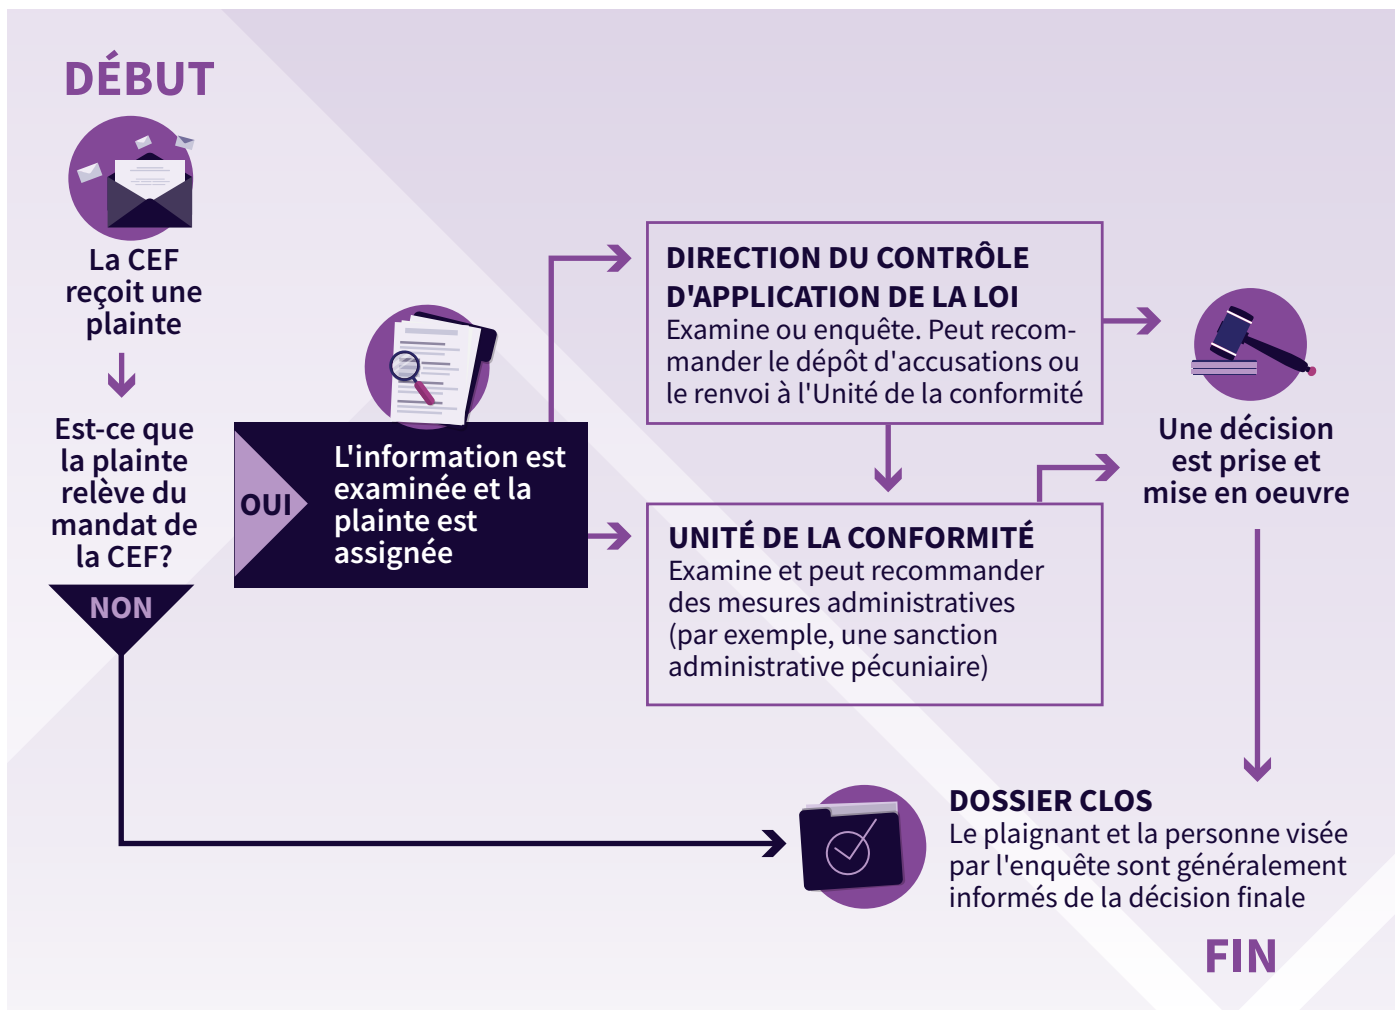 DÉBUT
La CEF
reçoit une
plainte
Est-ce que
la plainte
relève du
mandat de
la CEF?
NON
OUI
L'information est
examinée et la
plainte est
assignée
DIRECTION DU CONTRÔLE
D'APPLICATION DE LA LOI
Examine ou enquête. Peut recom-
mander le dépôt d'accusations ou
le renvoi à l'Unité de la conformité
UNITÉ DE LA CONFORMITÉ
Examine et peut recommander
des mesures administratives
(par exemple, une sanction
administrative pécuniaire)
Une décision
est prise et
mise en oeuvre
DOSSIER CLOS
Le plaignant et la personne visée
par l'enquête sont généralement
informés de la décision finale
FIN